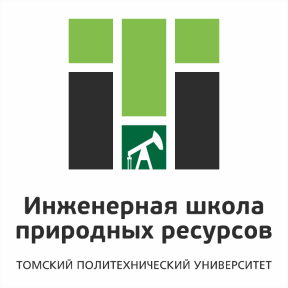 Инженерная школа
природных ресурсов
ТОМСКИЙ ПОЛИТЕХНИЧЕСКИЙ УНИВЕРСИТЕТ